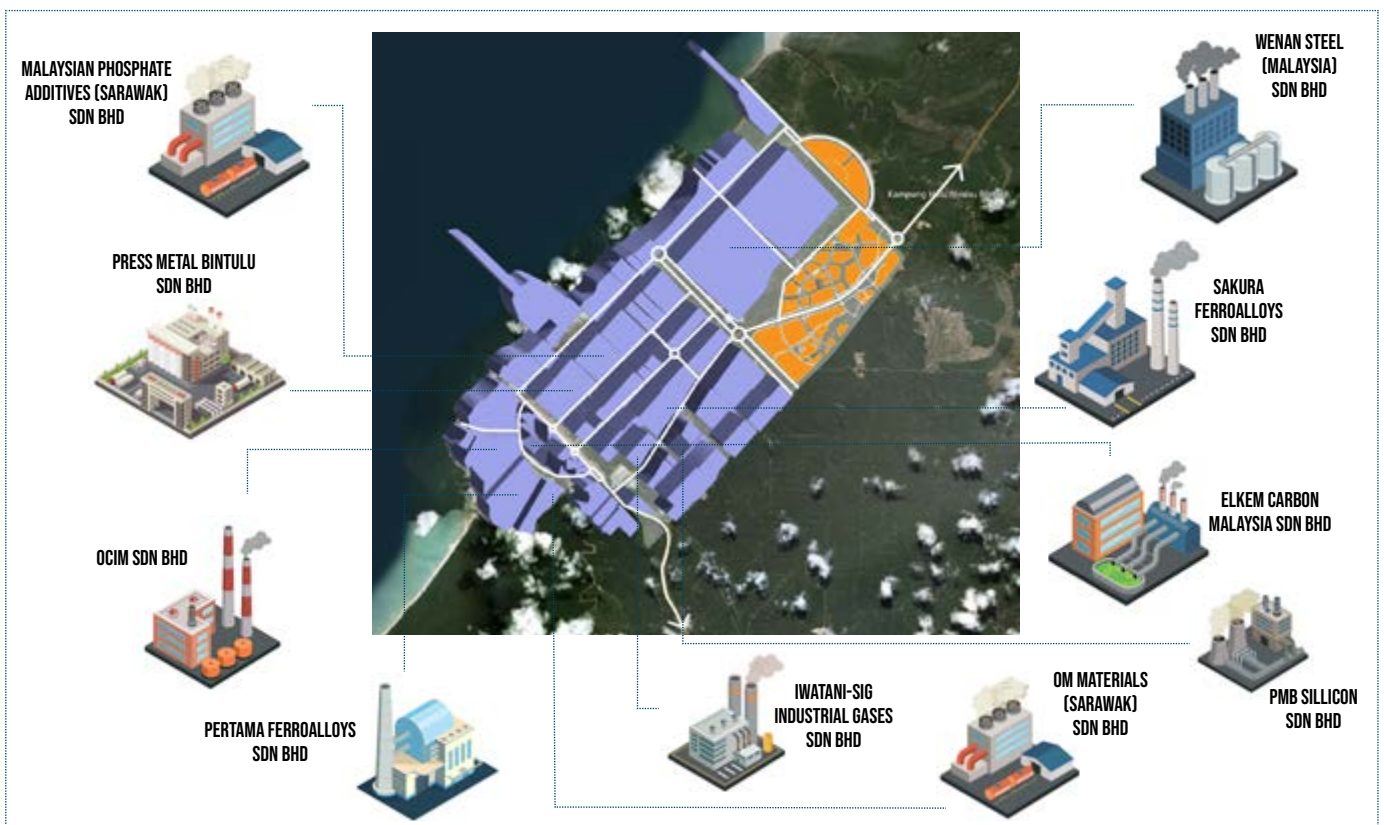 MALAYSIAN PHOSPHATE
ADDITIVES (SARAWAK)
SDN BHD
WENAN STEEL
(MALAYSIA)
SDN BHD
PRESS METAL BINTULU
SDN BHD
SAKURA
FERROALLOYS
SDN BHD
Kampung
OCIM SDN BHD
ELKEM CARBON
MALAYSIA SDN BHD
PERTAMA FERROALLOYS
SDN BHD
IWATANI-SIG
INDUSTRIAL GASES
SDN BHD
OM MATERIALS
(SARAWAK)
SDN BHD
PMB SILLICON
SDN BHD